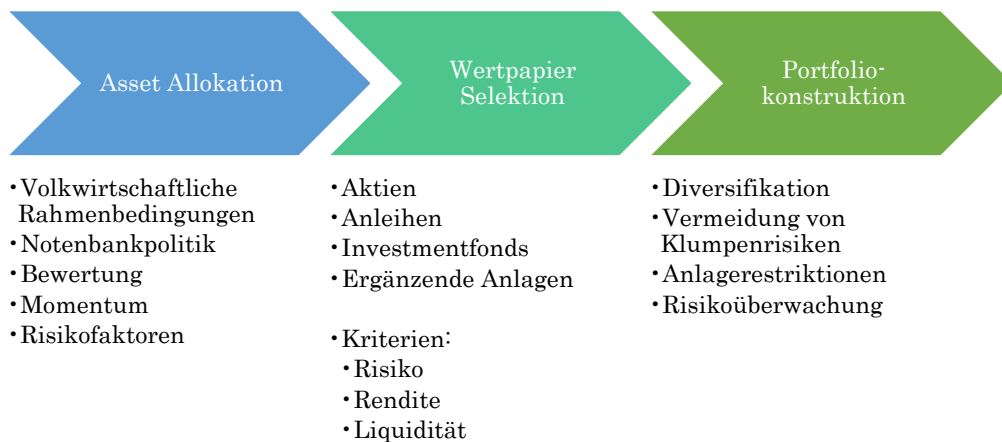 Asset Allokation
Wertpapier
Selektion
Portfolio-
konstruktion
• Volkwirtschaftliche
Rahmenbedingungen
• Notenbankpolitik
• Bewertung
• Momentum
• Risikofaktoren
• Aktien
• Anleihen
• Investmentfonds
• Ergänzende Anlagen
• Kriterien:
• Risiko
• Rendite
• Liquidität
• Diversifikation
• Vermeidung von
Klumpenrisiken
• Anlagerestriktionen
• Risikoüberwachung